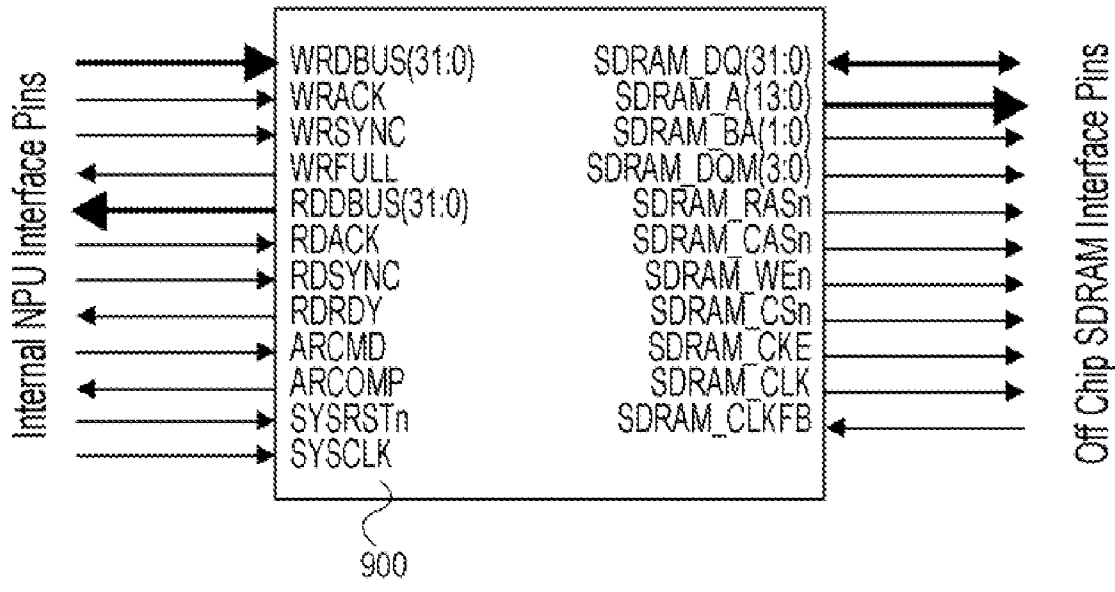 Internal NPU Interface Pins
WRDBUS(31:0)
WRACK
WRSYNC
WRFULL
RDDBUS(31:0)
RDACK
RDSYNC
RDRDY
ARCMD
ARCOMP
SYSRSTn
SYSCLK
SDRAM_DQ(31:0)
SDRAM_A(13:0)
SDRAM_BA(1:0)
SDRAM_DQM(3:0)
SDRAM_RASn
SDRAM_CASn
SDRAM_WEn
SDRAM_CSn
SDRAM_CKE
SDRAM_CLK
SDRAM_CLKFB
Off Chip SDRAM Interface Pins
900